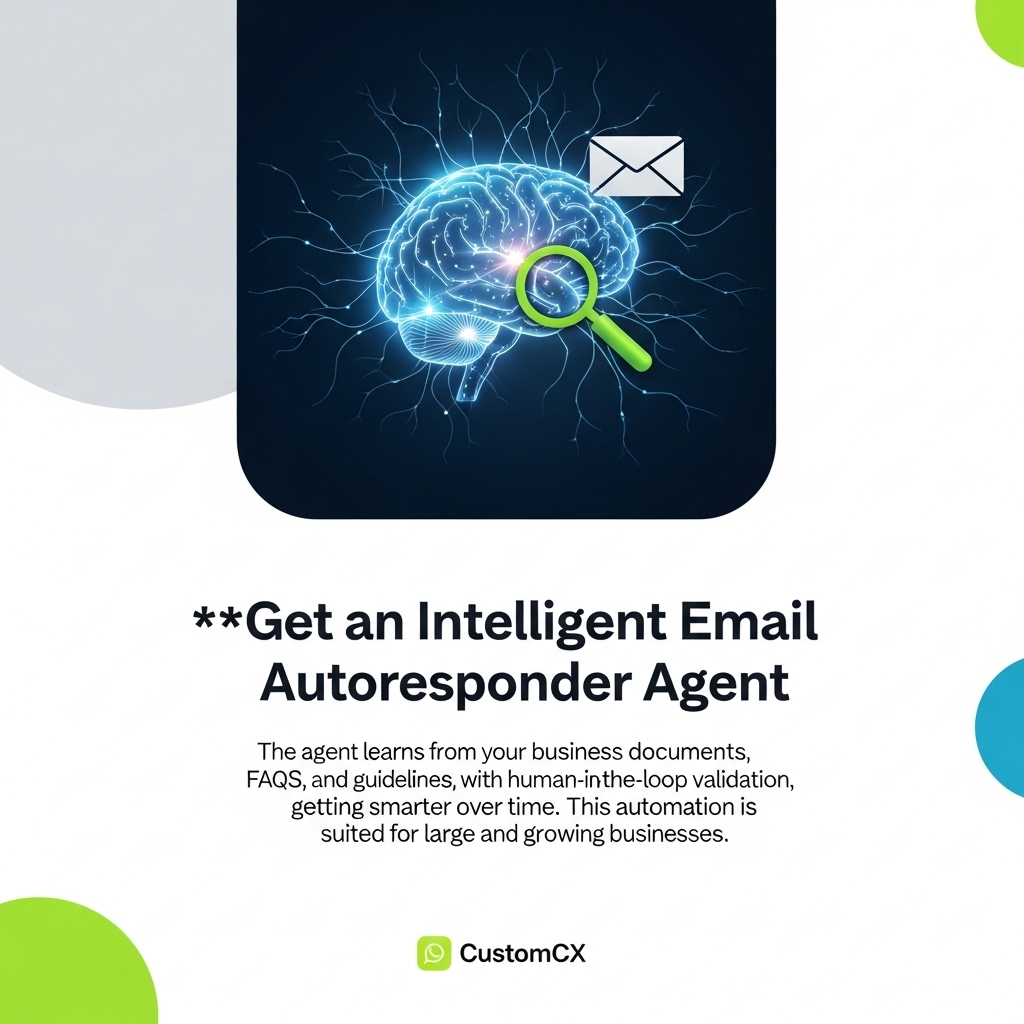 **Get an Intelligent Email
Autoresponder Agent
The agent learns from your business documents,
FAQS, and guidelines, with human-in-the-loop validation,
getting smarter over time. This automation is
suited for large and growing businesses.
CustomCX